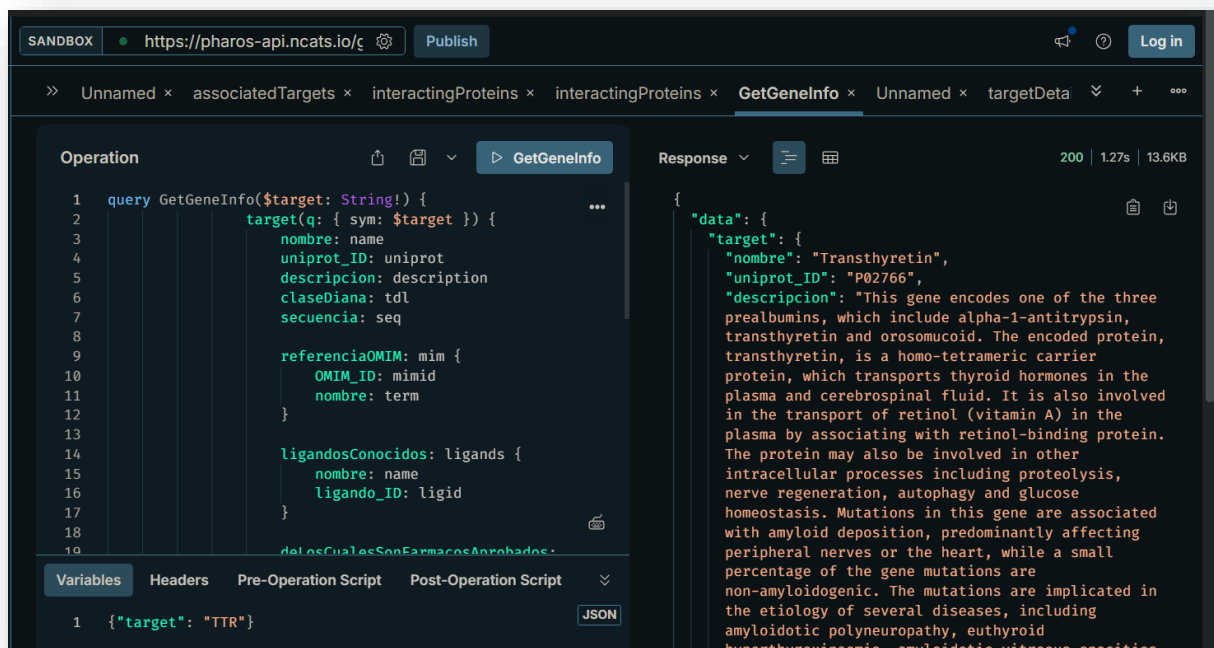 SANDBOX https://pharos-api.ncats.io/g Publish Log in
Unnamed × associatedTargets × interactingProteins × interactingProteins × GetGeneInfo × Unnamed × targetDetai
Operation GetGeneInfo
1 query GetGeneInfo($target: String!) {
2 target(q: { sym: $target }) {
3 nombre: name
4 uniprot_ID: uniprot
5 descripcion: description
6 claseDiana: tdl
7 secuencia: seq
8
9 referenciaOMIM: mim {
10 OMIM_ID: mimid
11 nombre: term
12 }
13
14 ligandosConocidos: ligands {
15 nombre: name
16 ligando_ID: ligid
17 }
18
19 deLosCualesSonFarmacosAprobados:
Variables Headers Pre-Operation Script Post-Operation Script
1 {"target": "TTR"}
JSON
Response 200 1.27s 13.6KB
{
"data": {
"target": {
"nombre": "Transthyretin",
"uniprot_ID": "P02766",
"descripcion": "This gene encodes one of the three
prealbumins, which include alpha-1-antitrypsin,
transthyretin and orosomucoid. The encoded protein,
transthyretin, is a homo-tetrameric carrier
protein, which transports thyroid hormones in the
plasma and cerebrospinal fluid. It is also involved
in the transport of retinol (vitamin A) in the
plasma by associating with retinol-binding protein.
The protein may also be involved in other
intracellular processes including proteolysis,
nerve regeneration, autophagy and glucose
homeostasis. Mutations in this gene are associated
with amyloid deposition, predominantly affecting
peripheral nerves or the heart, while a small
percentage of the gene mutations are
non-amyloidogenic. The mutations are implicated in
the etiology of several diseases, including
amyloidotic polyneuropathy, euthyroid
hyperthyroxinaemia, amyloidotic vitreous opacities